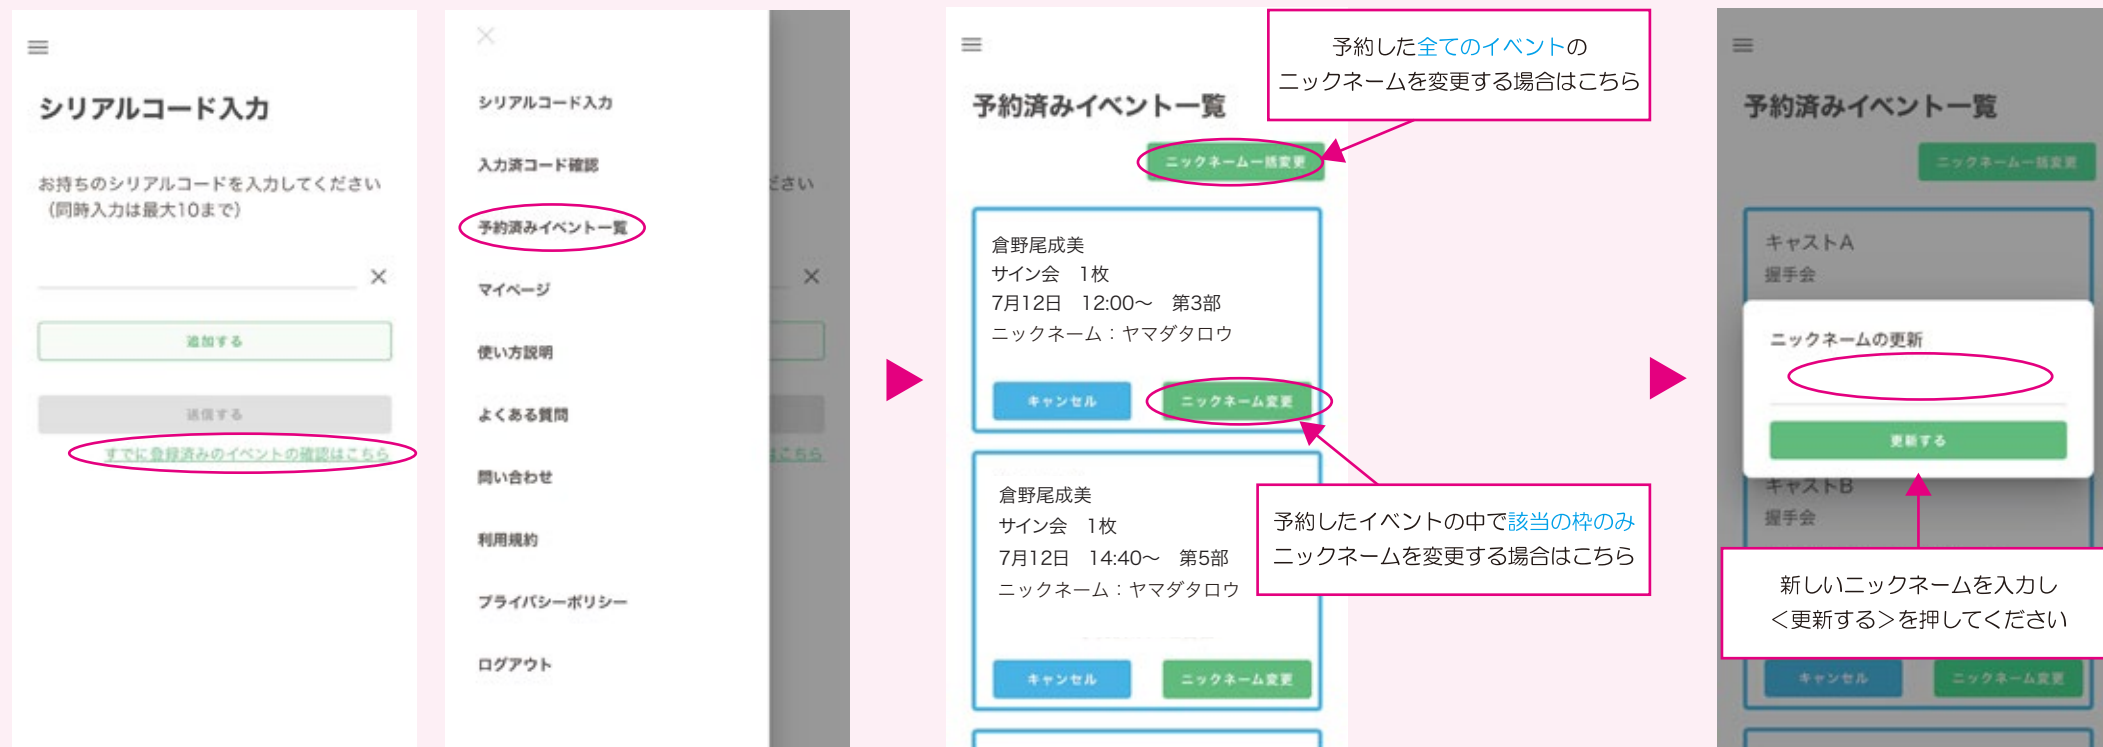 シリアルコード入力
お持ちのシリアルコードを入力してください
（同時入力は最大10まで）
追加する
送信する
すでに登録済みのイベントの確認はこちら
シリアルコード入力
入力済コード確認
予約済みイベント一覧
マイページ
使い方説明
よくある質問
問い合わせ
利用規約
プライバシーポリシー
ログアウト
ださい
はこちら
予約済みイベント一覧
ニックネーム一括変更
倉野尾成美
サイン会　1枚
7月12日　12:00〜　第3部
ニックネーム：ヤマダタロウ
キャンセル
ニックネーム変更
倉野尾成美
サイン会　1枚
7月12日　14:40〜　第5部
ニックネーム：ヤマダタロウ
キャンセル
ニックネーム変更
予約した全てのイベントの
ニックネームを変更する場合はこちら
予約したイベントの中で該当の枠のみ
ニックネームを変更する場合はこちら
予約済みイベント一覧
ニックネーム一括変更
キャストA
握手会
ニックネームの更新
更新する
キャストB
握手会
新しいニックネームを入力し
＜更新する＞を押してください
キャンセル
ニックネーム変更